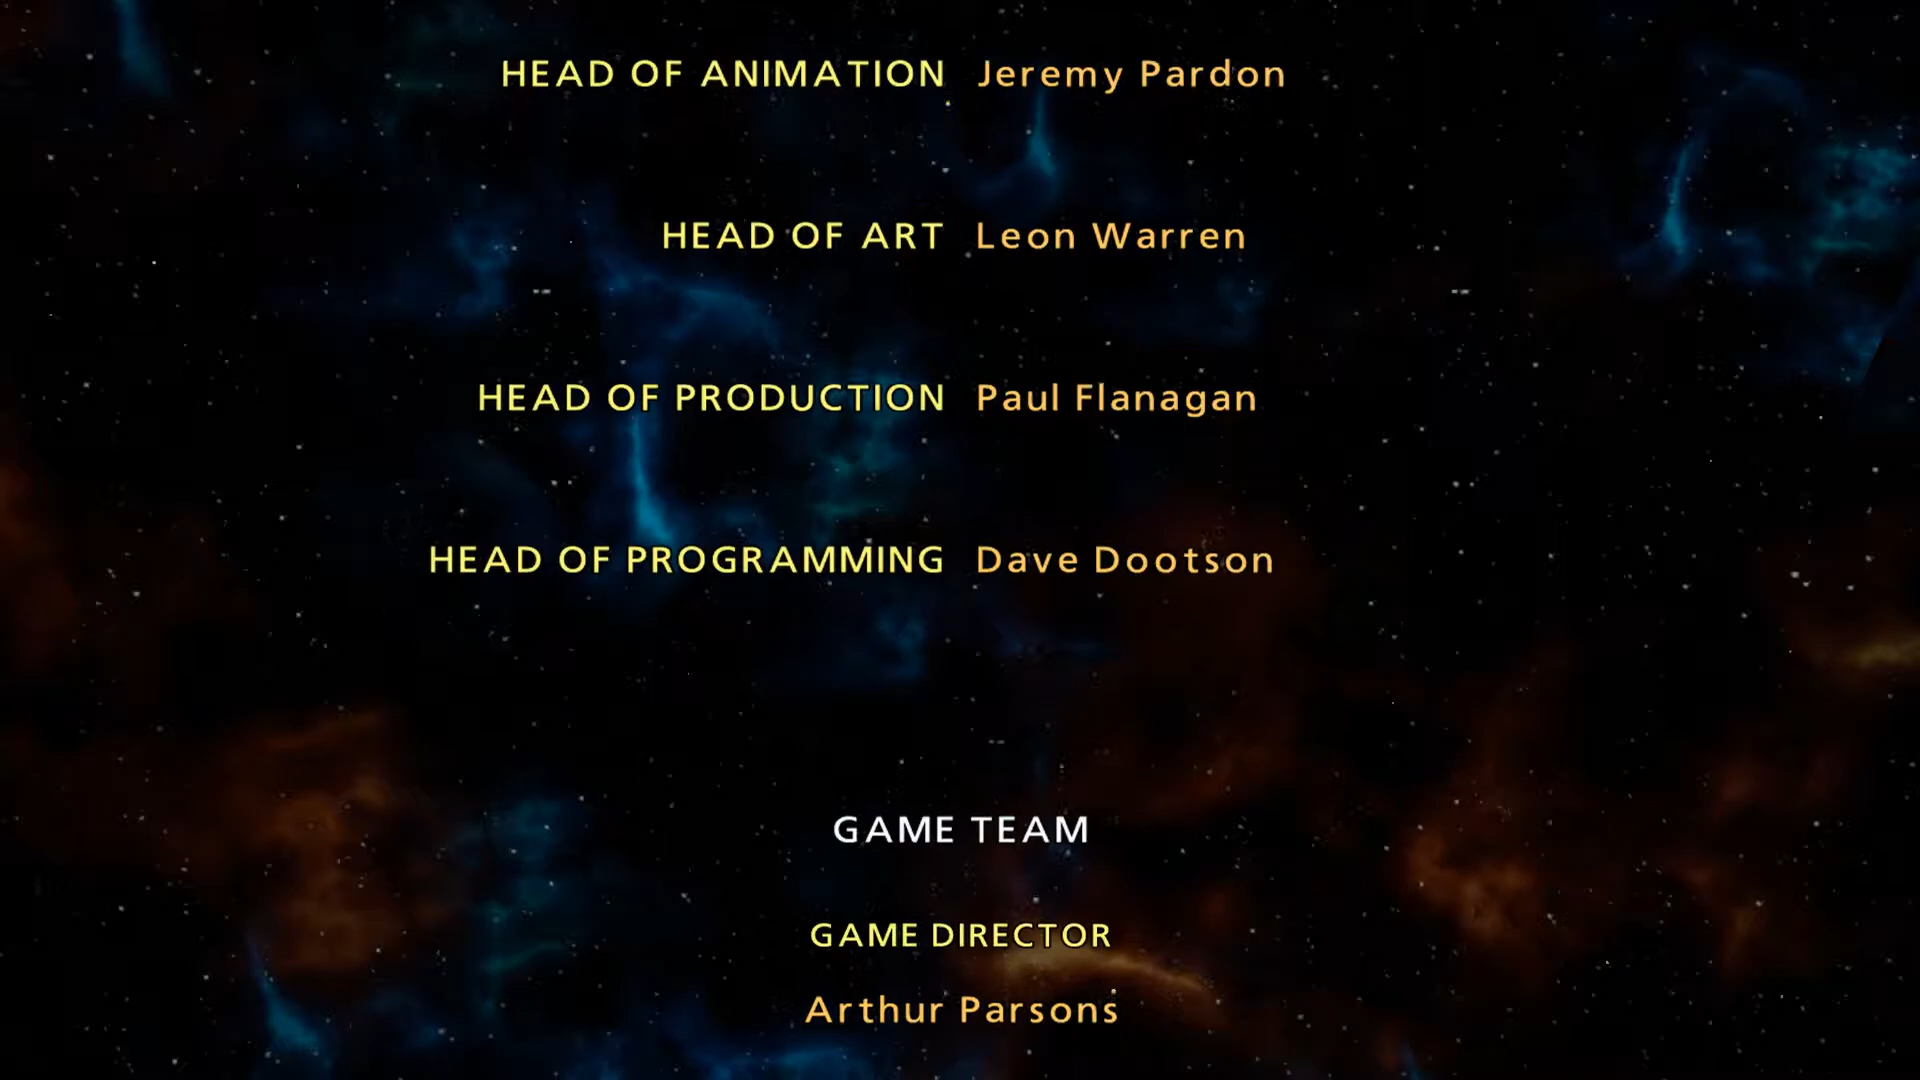 HEAD OF ANIMATION Jeremy Pardon
HEAD OF ART Leon Warren
HEAD OF PRODUCTION Paul Flanagan
HEAD OF PROGRAMMING Dave Dootson
GAME TEAM
GAME DIRECTOR
Arthur Parsons